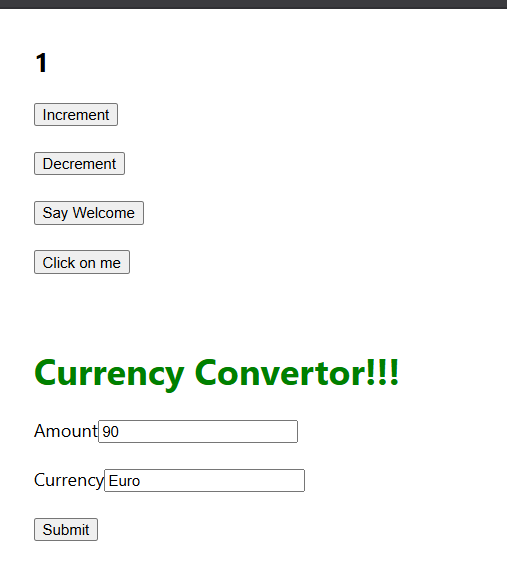 1
Increment
Decrement
Say Welcome
Click on me
Currency Convertor!!!
Amount 90
Currency Euro
Submit